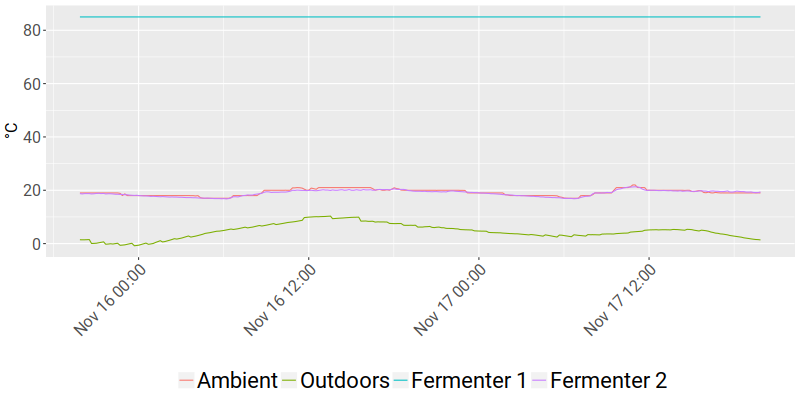 80
60
40
20
0
°C
Nov 16 00:00
Nov 16 12:00
Nov 17 00:00
Nov 17 12:00
Ambient Outdoors Fermenter 1 Fermenter 2